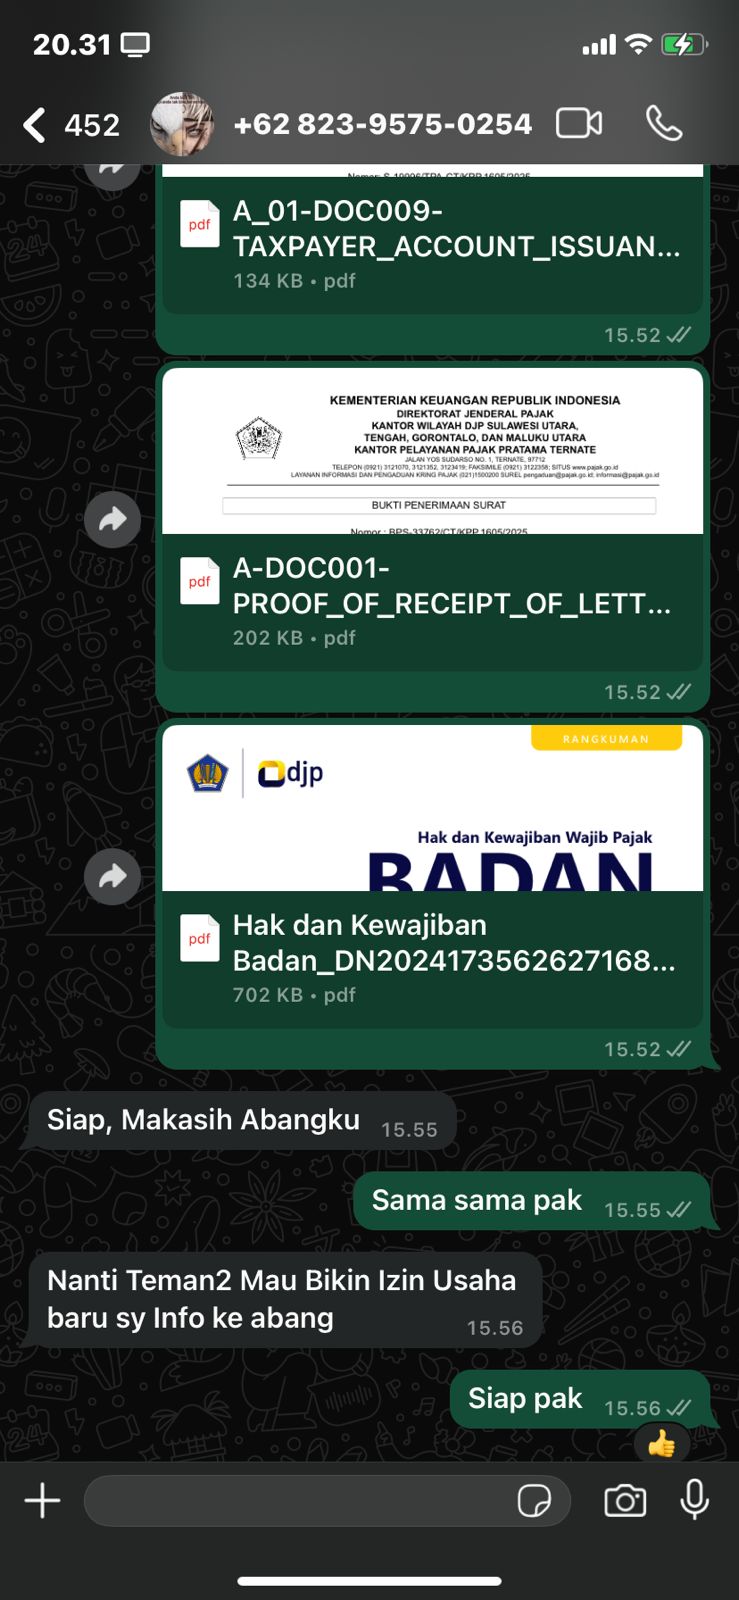 20.31
452
+62 823-9575-0254
Nomor: S-19996/TPA-CT/KPP.1605/2025
pdf
A_01-DOC009-
TAXPAYER_ACCOUNT_ISSUAN...
134 KB • pdf
15.52
KEMENTERIAN KEUANGAN REPUBLIK INDONESIA
DIREKTORAT JENDERAL PAJAK
KANTOR WILAYAH DJP SULAWESI UTARA,
TENGAH, GORONTALO, DAN MALUKU UTARA
KANTOR PELAYANAN PAJAK PRATAMA TERNATE
JALAN YOS SUDARSO NO. 1, TERNATE, 97712
TELEPON (0921) 3121070, 3121352, 3123419; FAKSIMILE (0921) 3122358; SITUS www.pajak.go.id
LAYANAN INFORMASI DAN PENGADUAN KRING PAJAK (021)1500200 SUREL pengaduan@pajak.go.id; informasi@pajak.go.id
BUKTI PENERIMAAN SURAT
Nomor : BPS-33762/CT/KPP.1605/2025
pdf
A-DOC001-
PROOF_OF_RECEIPT_OF_LETT...
202 KB • pdf
15.52
RANGKUMAN
djp
Hak dan Kewajiban Wajib Pajak
BADAN
pdf
Hak dan Kewajiban
Badan_DN2024173562627168...
702 KB • pdf
15.52
Siap, Makasih Abangku
15.55
Sama sama pak
15.55
Nanti Teman2 Mau Bikin Izin Usaha
baru sy Info ke abang
15.56
Siap pak
15.56